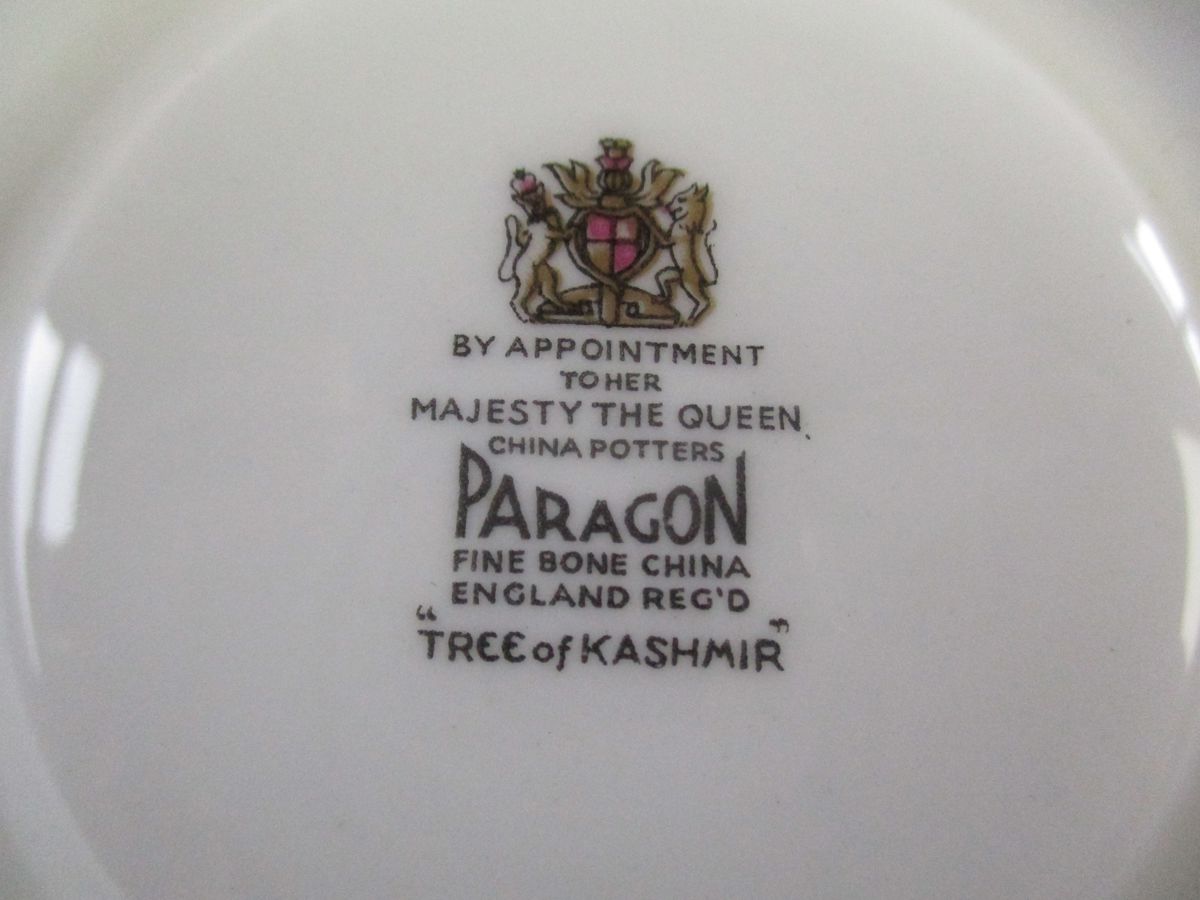 BY APPOINTMENT
TO HER
MAJESTY THE QUEEN
CHINA POTTERS
PARAGON
FINE BONE CHINA
ENGLAND REG'D
"TREE of KASHMIR"